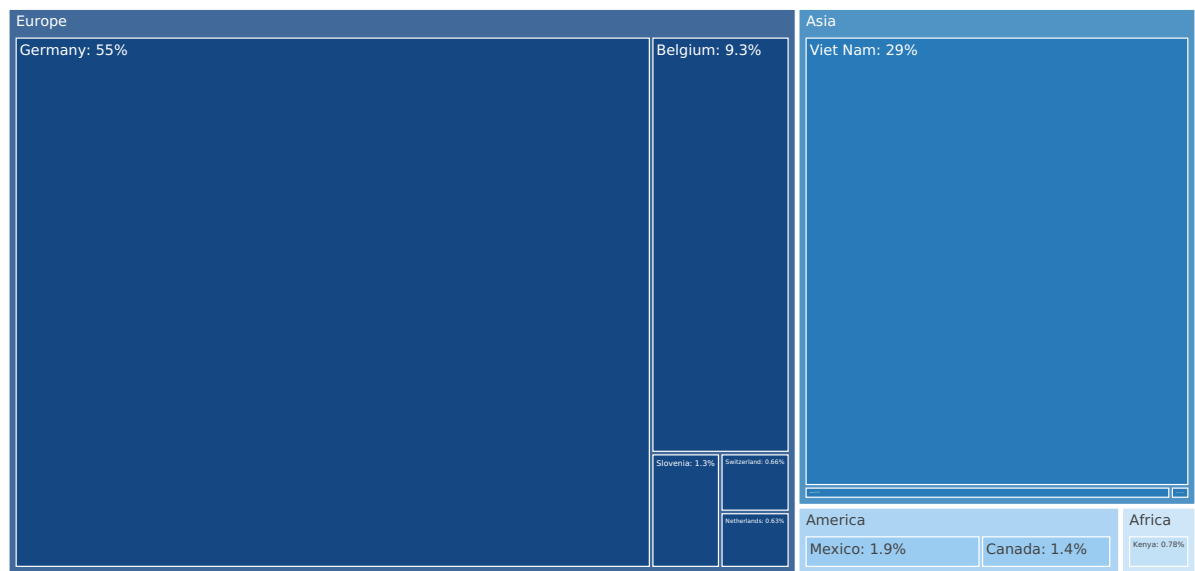 Europe
Germany: 55%
Belgium: 9.3%
Slovenia: 1.3%
Switzerland: 0.66%
Netherlands: 0.63%
Asia
Viet Nam: 29%
America
Mexico: 1.9%
Canada: 1.4%
Africa
Kenya: 0.78%